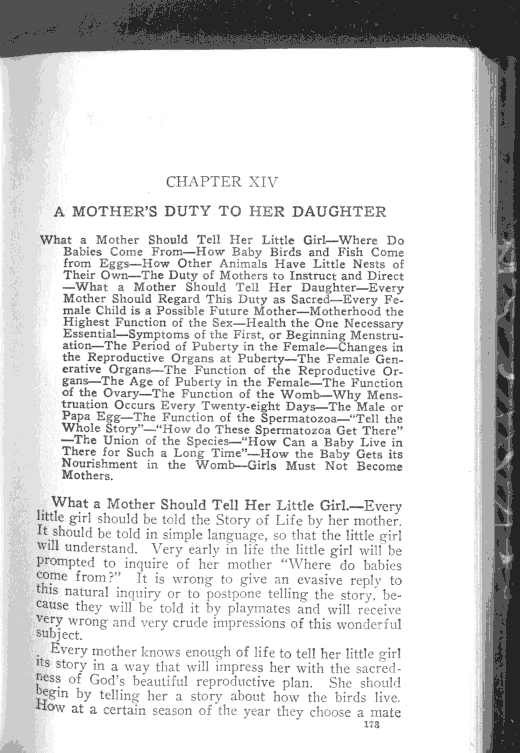 CHAPTER XIV
A MOTHER'S DUTY TO HER DAUGHTER
What a Mother Should Tell Her Little Girl—Where Do
Babies Come From—How Baby Birds and Fish Come
from Eggs—How Other Animals Have Little Nests of
Their Own—The Duty of Mothers to Instruct and Direct
—What a Mother Should Tell Her Daughter—Every
Mother Should Regard This Duty as Sacred—Every Fe-
male Child is a Possible Future Mother—Motherhood the
Highest Function of the Sex—Health the One Necessary
Essential—Symptoms of the First, or Beginning Menstru-
ation—The Period of Puberty in the Female—Changes in
the Reproductive Organs at Puberty—The Female Gen-
erative Organs—The Function of the Reproductive Or-
gans—The Age of Puberty in the Female—The Function
of the Ovary—The Function of the Womb—Why Mens-
truation Occurs Every Twenty-eight Days—The Male or
Papa Egg—The Function of the Spermatozoa—"Tell the
Whole Story"—"How do These Spermatozoa Get There"
—The Union of the Species—"How Can a Baby Live in
There for Such a Long Time"—How the Baby Gets its
Nourishment in the Womb—Girls Must Not Become
Mothers.
What a Mother Should Tell Her Little Girl.—Every
little girl should be told the Story of Life by her mother.
It should be told in simple language, so that the little girl
will understand. Very early in life the little girl will be
prompted to inquire of her mother "Where do babies
come from?" It is wrong to give an evasive reply to
this natural inquiry or to postpone telling the story, be-
cause they will be told it by playmates and will receive
very wrong and very crude impressions of this wonderful
subject.
Every mother knows enough of life to tell her little girl
its story in a way that will impress her with the sacred-
ness of God's beautiful reproductive plan. She should
begin by telling her a story about how the birds live.
How at a certain season of the year they choose a mate
173